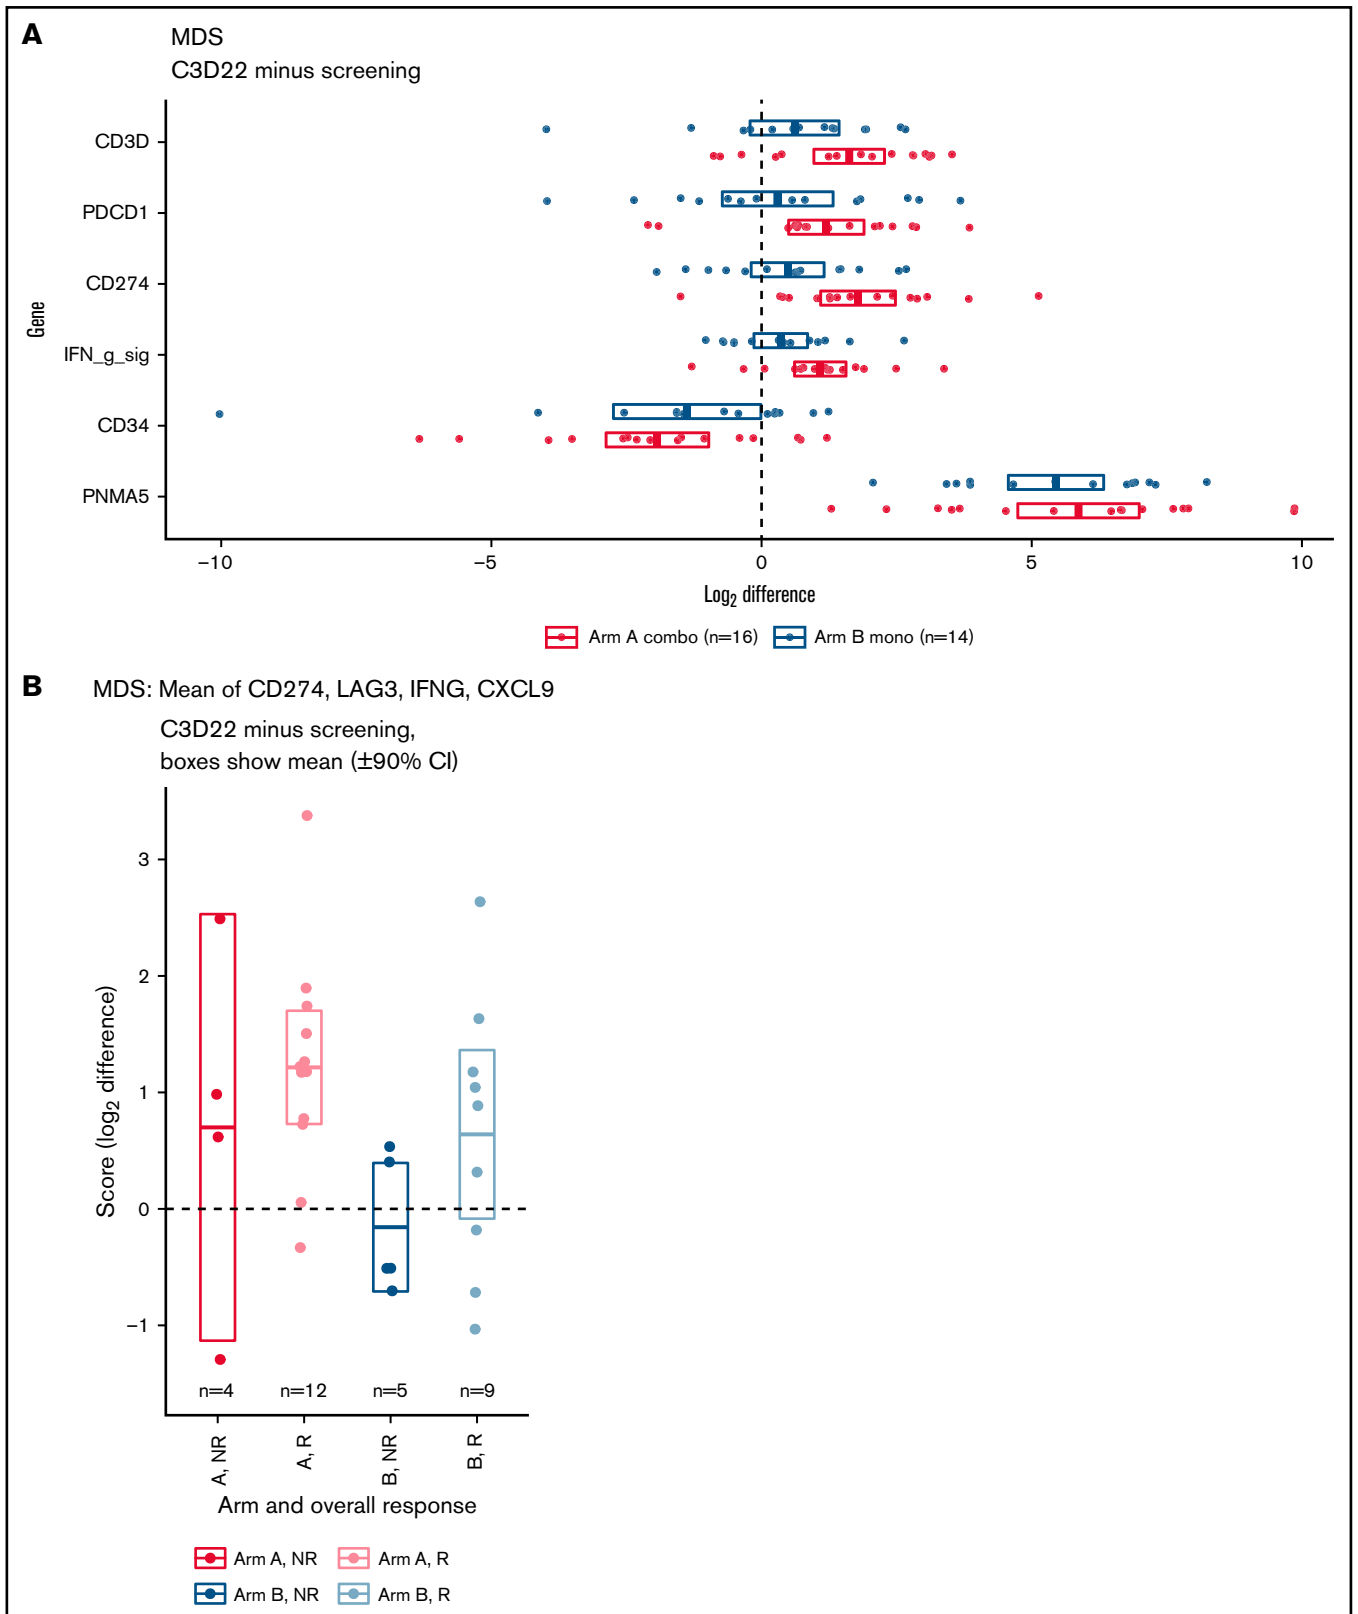 A
MDS
C3D22 minus screening
Gene
CD3D
PDCD1
CD274
IFN_g_sig
CD34
PNMA5
−10
−5
0
5
10
Log2 difference
Arm A combo (n=16)
Arm B mono (n=14)
B
MDS: Mean of CD274, LAG3, IFNG, CXCL9
C3D22 minus screening,
boxes show mean (±90% CI)
Score (log2 difference)
3
2
1
0
−1
n=4
n=12
n=5
n=9
A, NR
A, R
B, NR
B, R
Arm and overall response
Arm A, NR
Arm A, R
Arm B, NR
Arm B, R